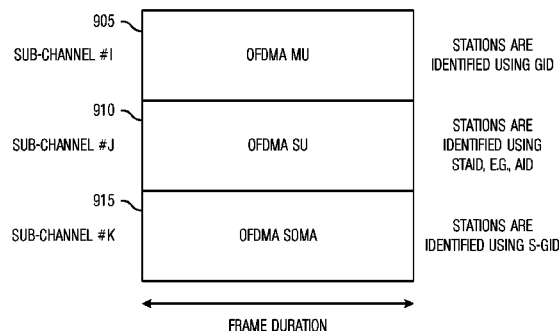 905
SUB-CHANNEL #I
OFDMA MU
STATIONS ARE
IDENTIFIED USING GID
910
SUB-CHANNEL #J
OFDMA SU
STATIONS ARE
IDENTIFIED USING
STAID, E.G., AID
915
SUB-CHANNEL #K
OFDMA SOMA
STATIONS ARE
IDENTIFIED USING S-GID
FRAME DURATION